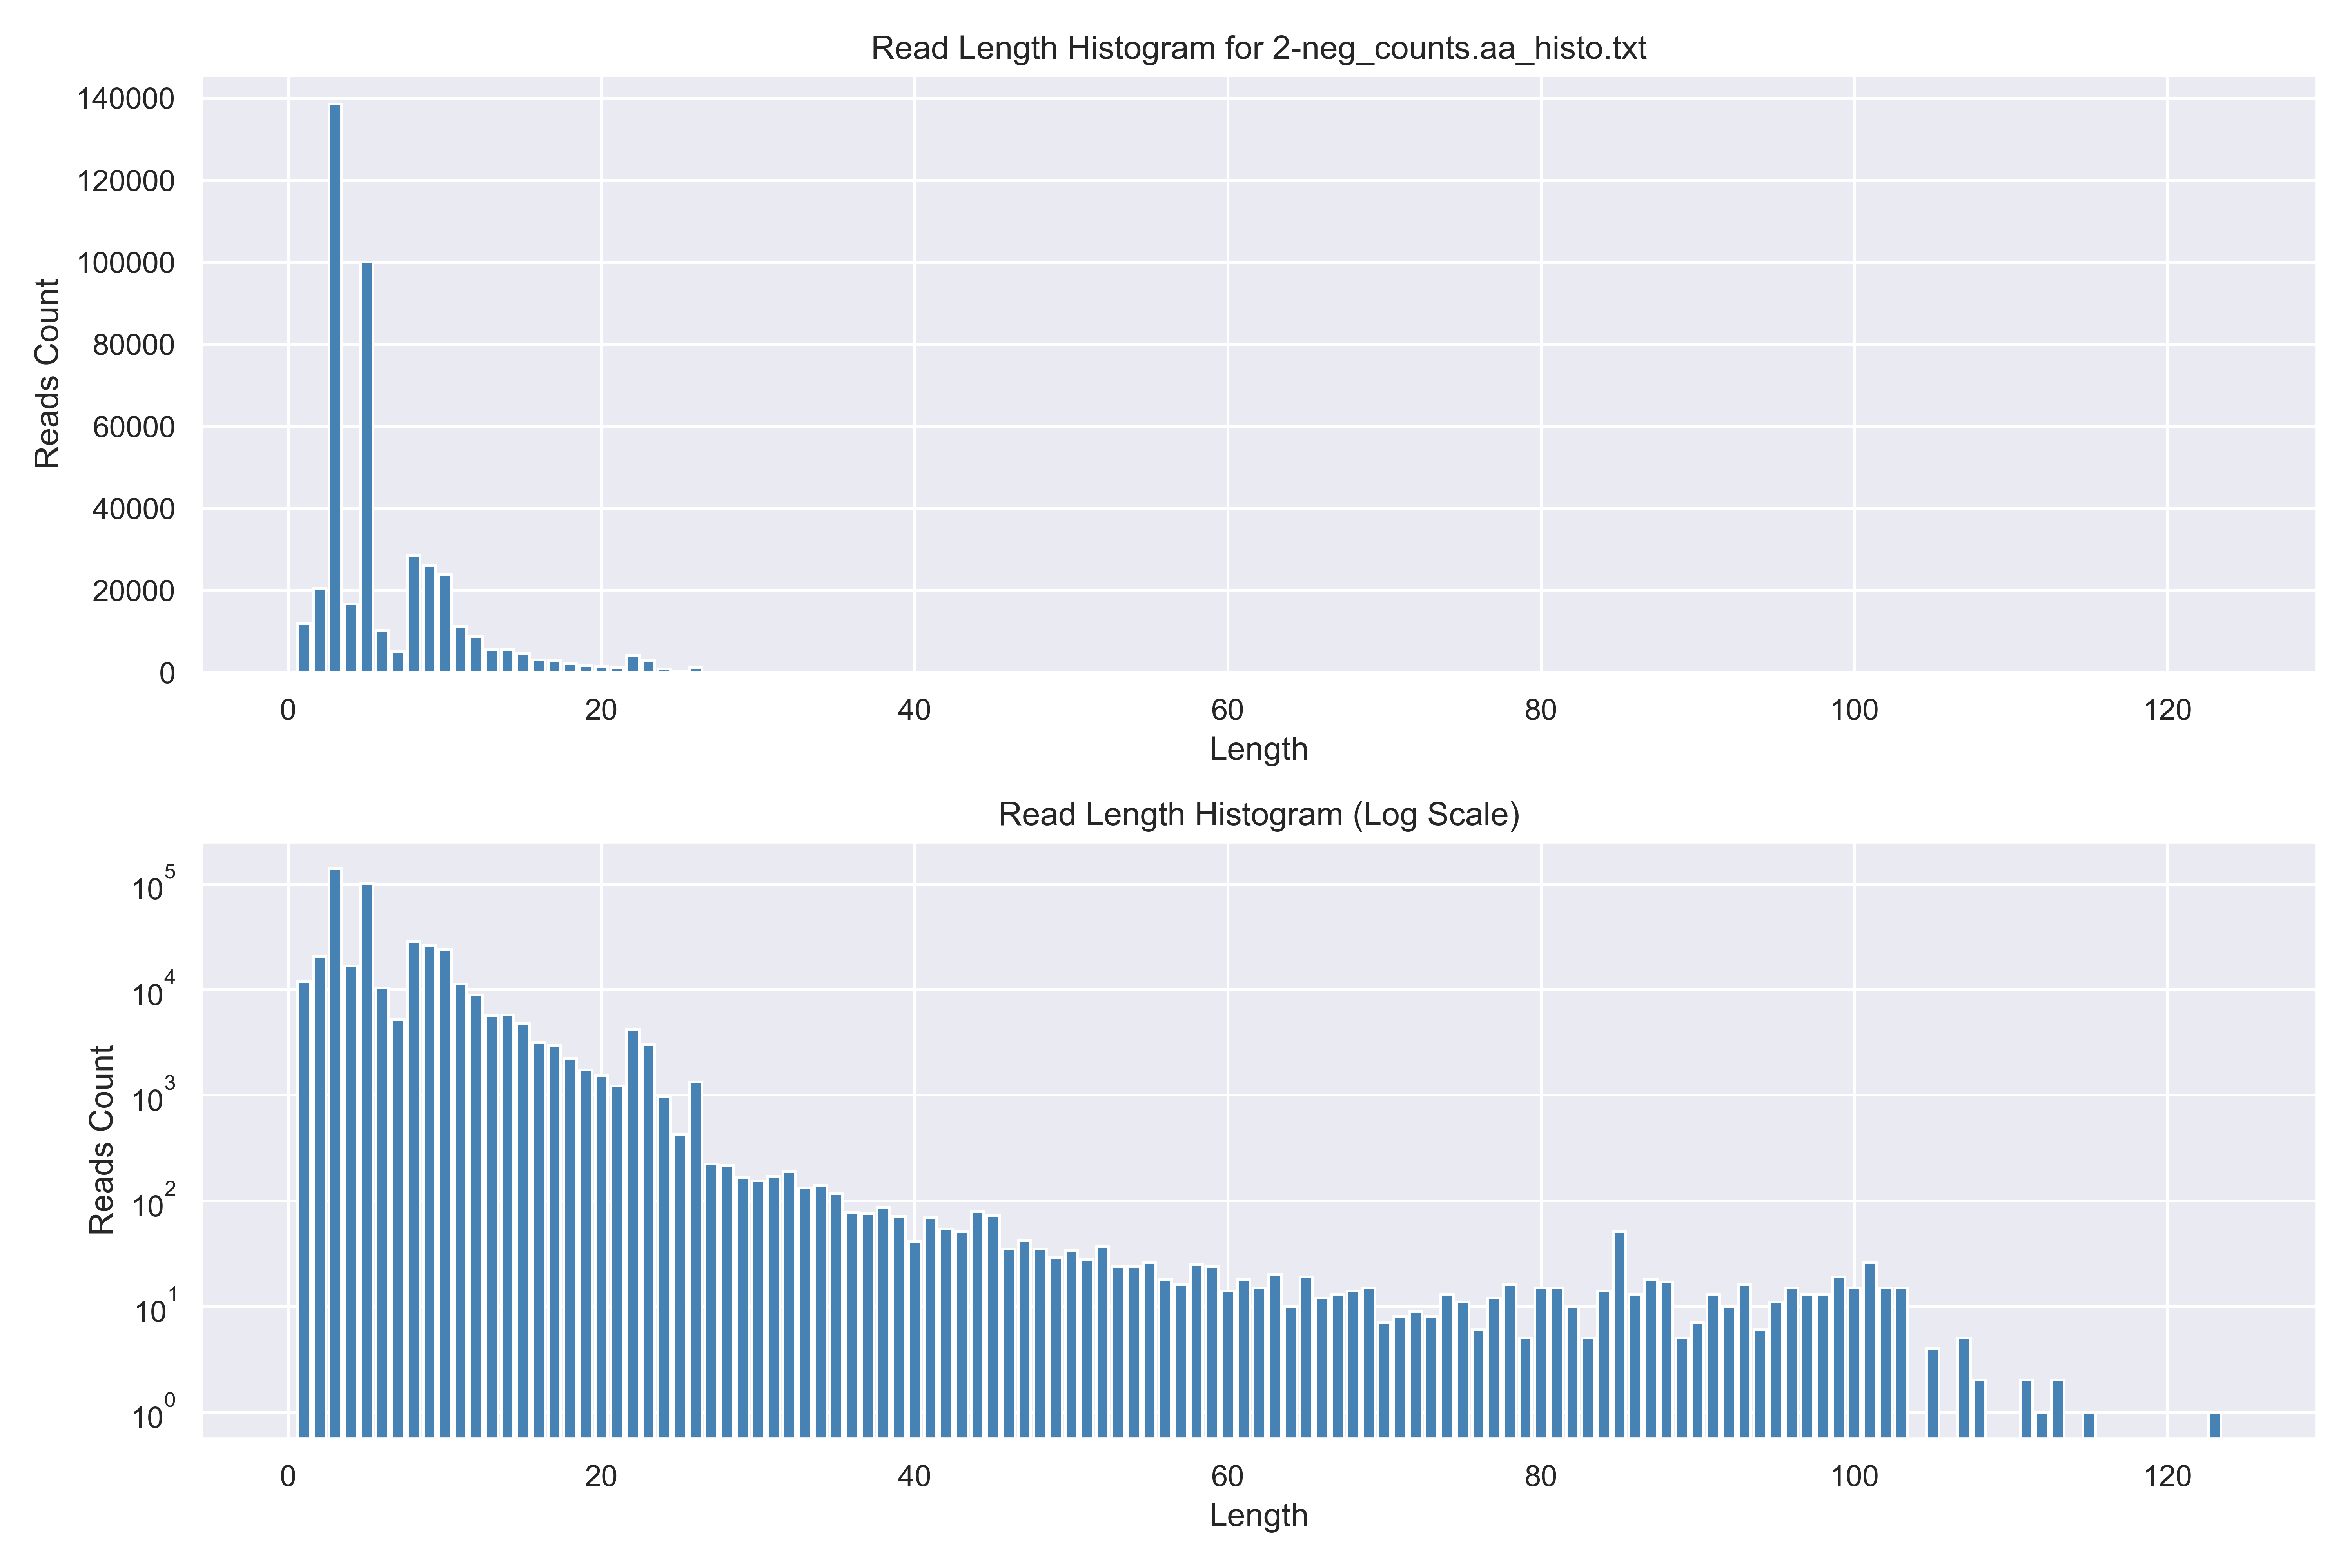 Read Length Histogram for 2-neg_counts.aa_histo.txt
140000
120000
100000
80000
60000
40000
20000
0
Reads Count
0 20 40 60 80 100 120
Length
Read Length Histogram (Log Scale)
10^5
10^4
10^3
10^2
10^1
10^0
Reads Count
0 20 40 60 80 100 120
Length